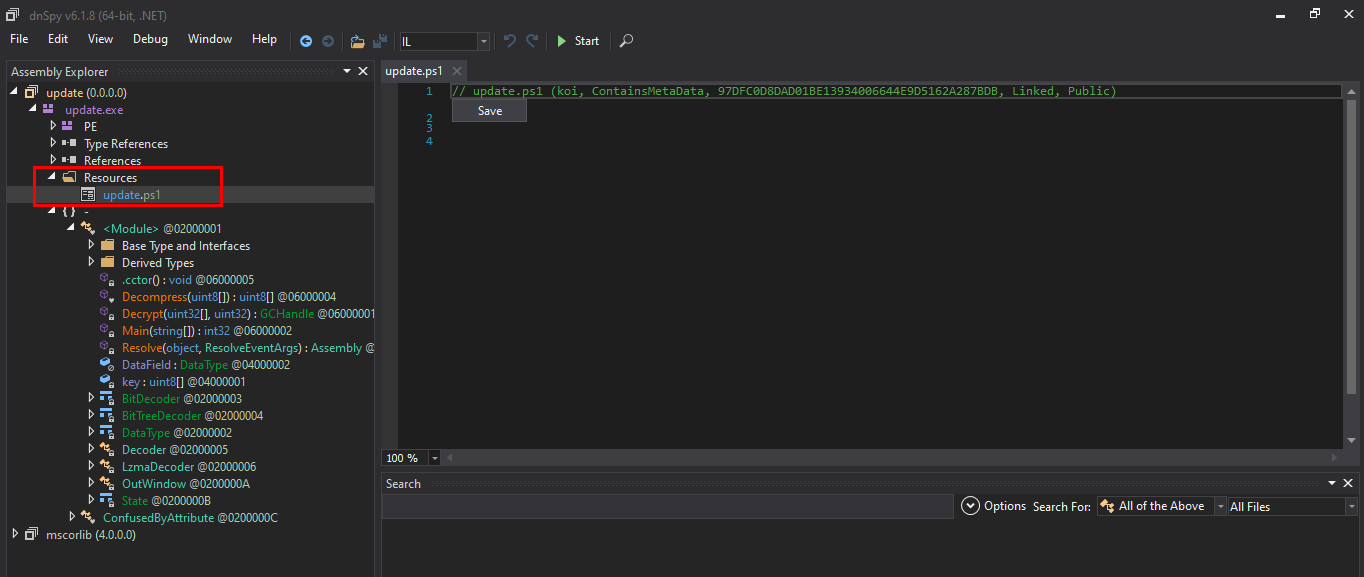 dnSpy v6.1.8 (64-bit, .NET)
File Edit View Debug Window Help IL Start
Assembly Explorer
update (0.0.0.0)
update.exe
PE
Type References
References
Resources
update.ps1
{ } -
<Module> @02000001
Base Type and Interfaces
Derived Types
.cctor() : void @06000005
Decompress(uint8[]) : uint8[] @06000004
Decrypt(uint32[], uint32) : GCHandle @06000001
Main(string[]) : int32 @06000002
Resolve(object, ResolveEventArgs) : Assembly @
DataField : DataType @04000002
key : uint8[] @04000001
BitDecoder @02000003
BitTreeDecoder @02000004
DataType @02000002
Decoder @02000005
LzmaDecoder @02000006
OutWindow @0200000A
State @0200000B
ConfusedByAttribute @0200000C
mscorlib (4.0.0.0)
update.ps1
1 // update.ps1 (koi, ContainsMetaData, 97DFC0D8DAD01BE13934006644E9D5162A287BDB, Linked, Public)
Save
2
3
4
100 %
Search
Options Search For: All of the Above All Files